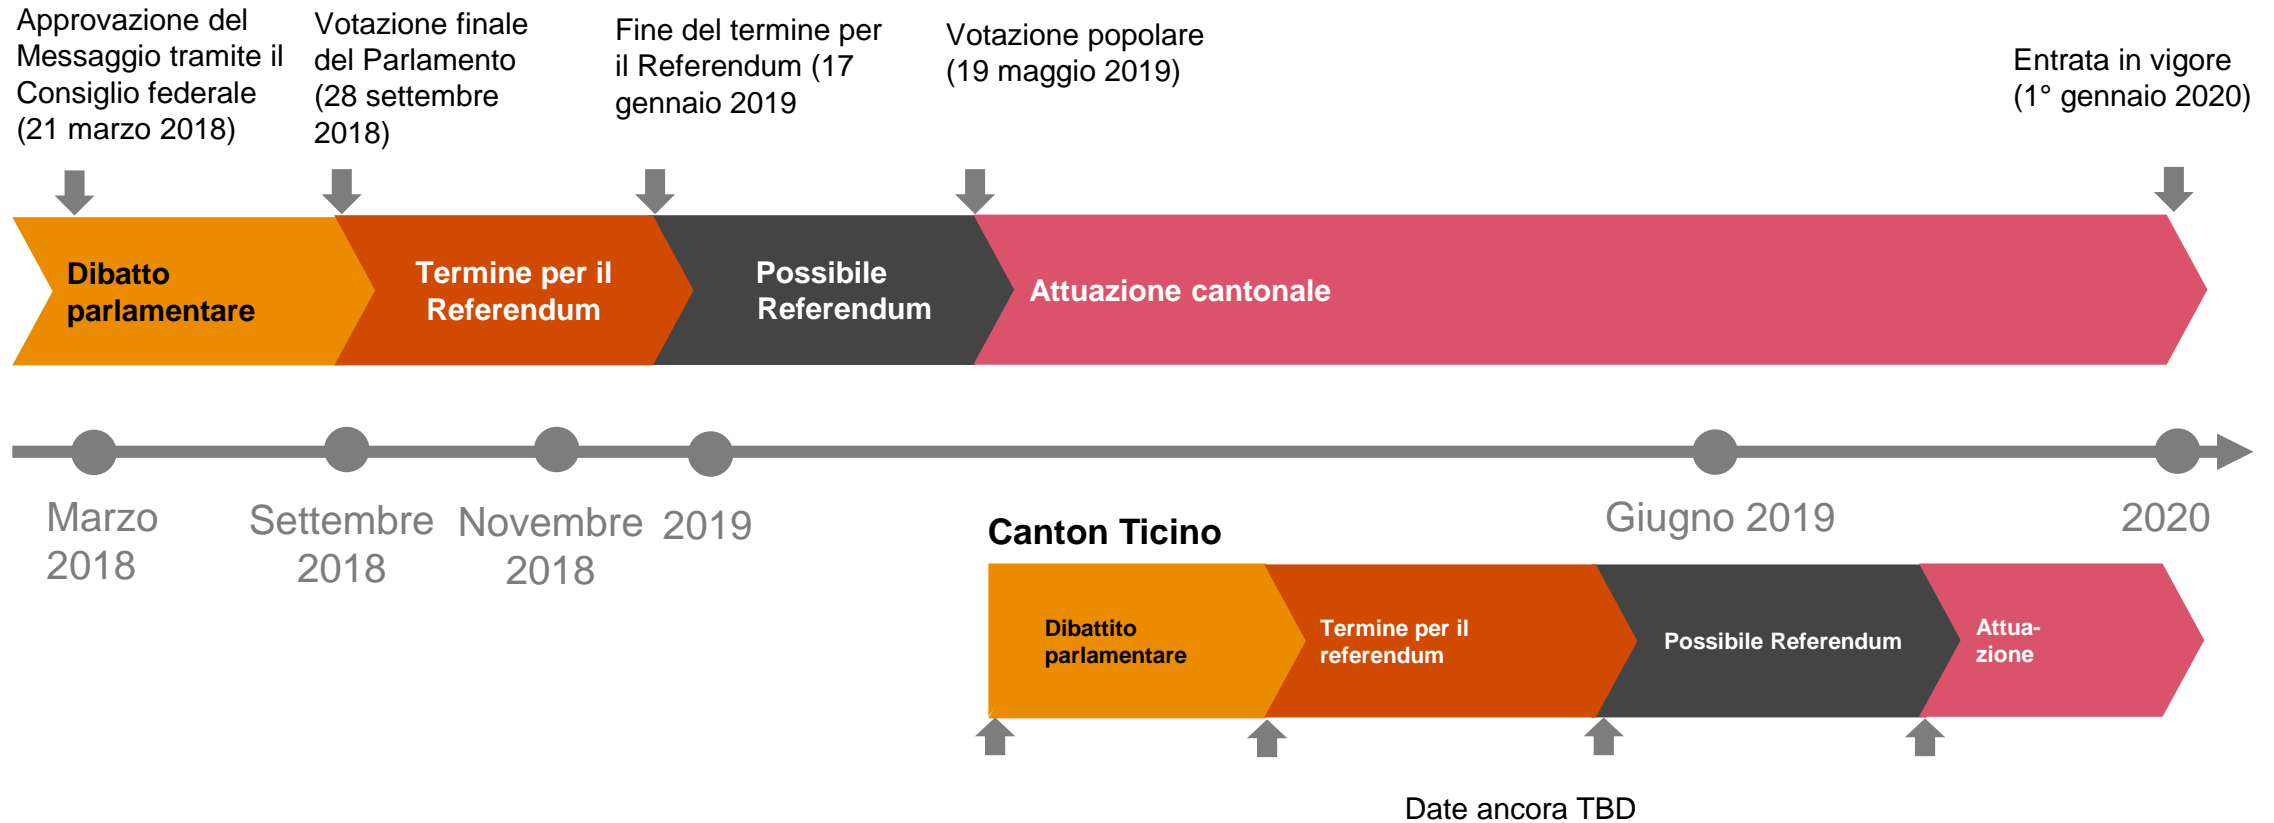 Approvazione del
Messaggio tramite il
Consiglio federale
(21 marzo 2018)
Votazione finale
del Parlamento
(28 settembre
2018)
Fine del termine per
il Referendum (17
gennaio 2019
Votazione popolare
(19 maggio 2019)
Entrata in vigore
(1° gennaio 2020)
Dibatto
parlamentare
Termine per il
Referendum
Possibile
Referendum
Attuazione cantonale
Marzo
2018
Settembre
2018
Novembre
2018
2019
Giugno 2019
2020
Canton Ticino
Dibattito
parlamentare
Termine per il
referendum
Possibile Referendum
Attua-
zione
Date ancora TBD